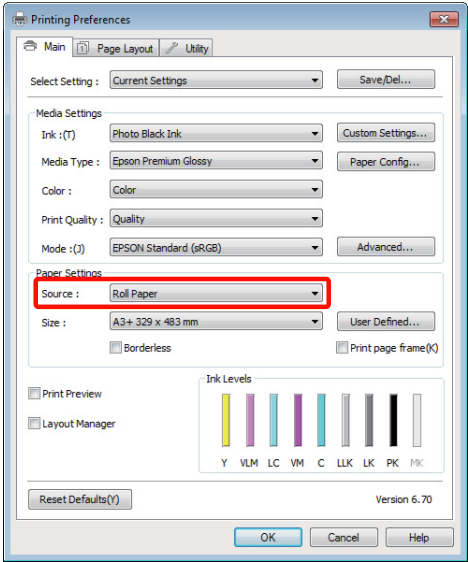 Printing Preferences
Main Page Layout Utility
Select Setting : Current Settings Save/Del...
Media Settings
Ink :(T) Photo Black Ink Custom Settings...
Media Type : Epson Premium Glossy Paper Config...
Color : Color
Print Quality : Quality
Mode :(J) EPSON Standard (sRGB) Advanced...
Paper Settings
Source : Roll Paper
Size : A3+ 329 x 483 mm User Defined...
Borderless Print page frame(K)
Ink Levels
Print Preview
Layout Manager
Y VLM LC VM C LLK LK PK MK
Reset Defaults(Y) Version 6.70
OK Cancel Help